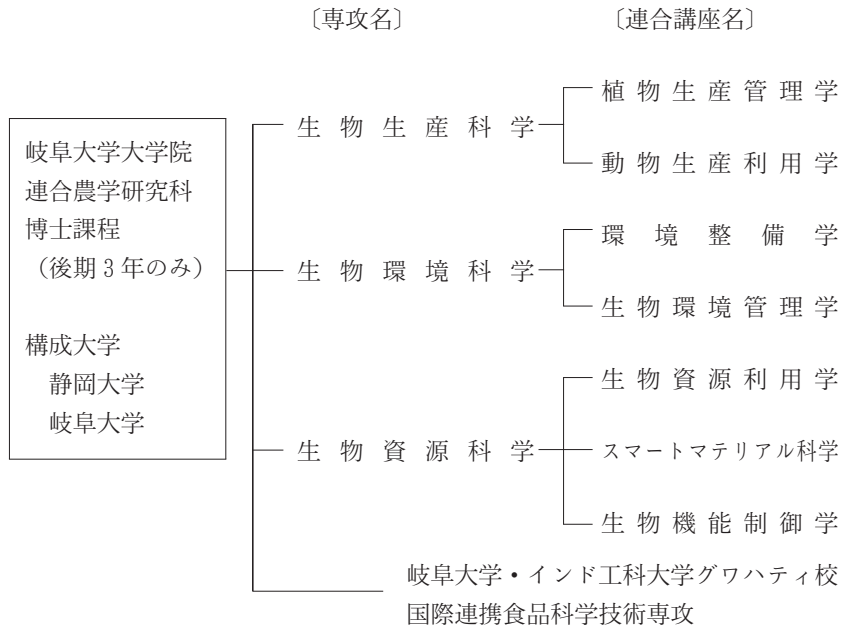 〔専攻名〕 〔連合講座名〕
岐阜大学大学院
連合農学研究科
博士課程
（後期3年のみ）
構成大学
静岡大学
岐阜大学
生物生産科学
植物生産管理学
動物生産利用学
生物環境科学
環境整備学
生物環境管理学
生物資源科学
生物資源利用学
スマートマテリアル科学
生物機能制御学
岐阜大学・インド工科大学グワハティ校
国際連携食品科学技術専攻